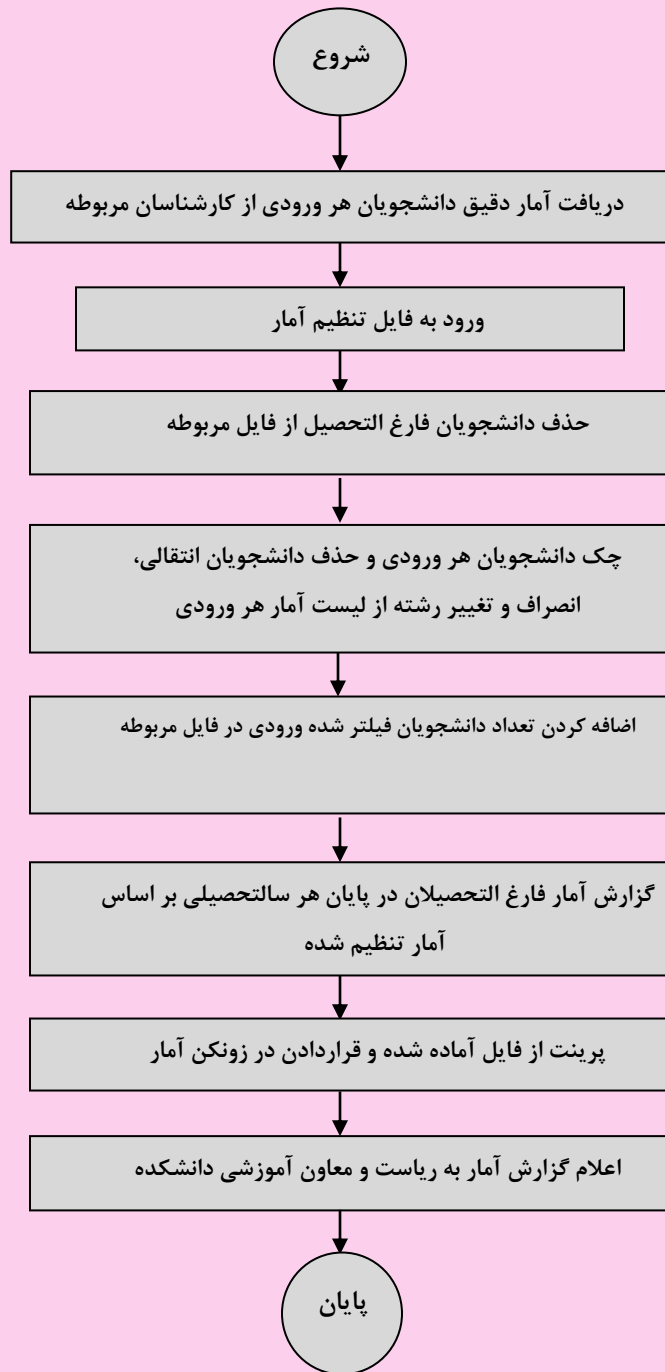 شروع
دریافت آمار دقیق دانشجویان هر ورودی از کارشناسان مربوطه
ورود به فایل تنظیم آمار
حذف دانشجویان فارغ التحصیل از فایل مربوطه
چک دانشجویان هر ورودی و حذف دانشجویان انتقالی،
انصراف و تغییر رشته از لیست آمار هر ورودی
اضافه کردن تعداد دانشجویان فیلتر شده ورودی در فایل مربوطه
گزارش آمار فارغ التحصیلان در پایان هر سالتحصیلی بر اساس
آمار تنظیم شده
پرینت از فایل آماده شده و قراردادن در زونکن آمار
اعلام گزارش آمار به ریاست و معاون آموزشی دانشکده
پایان